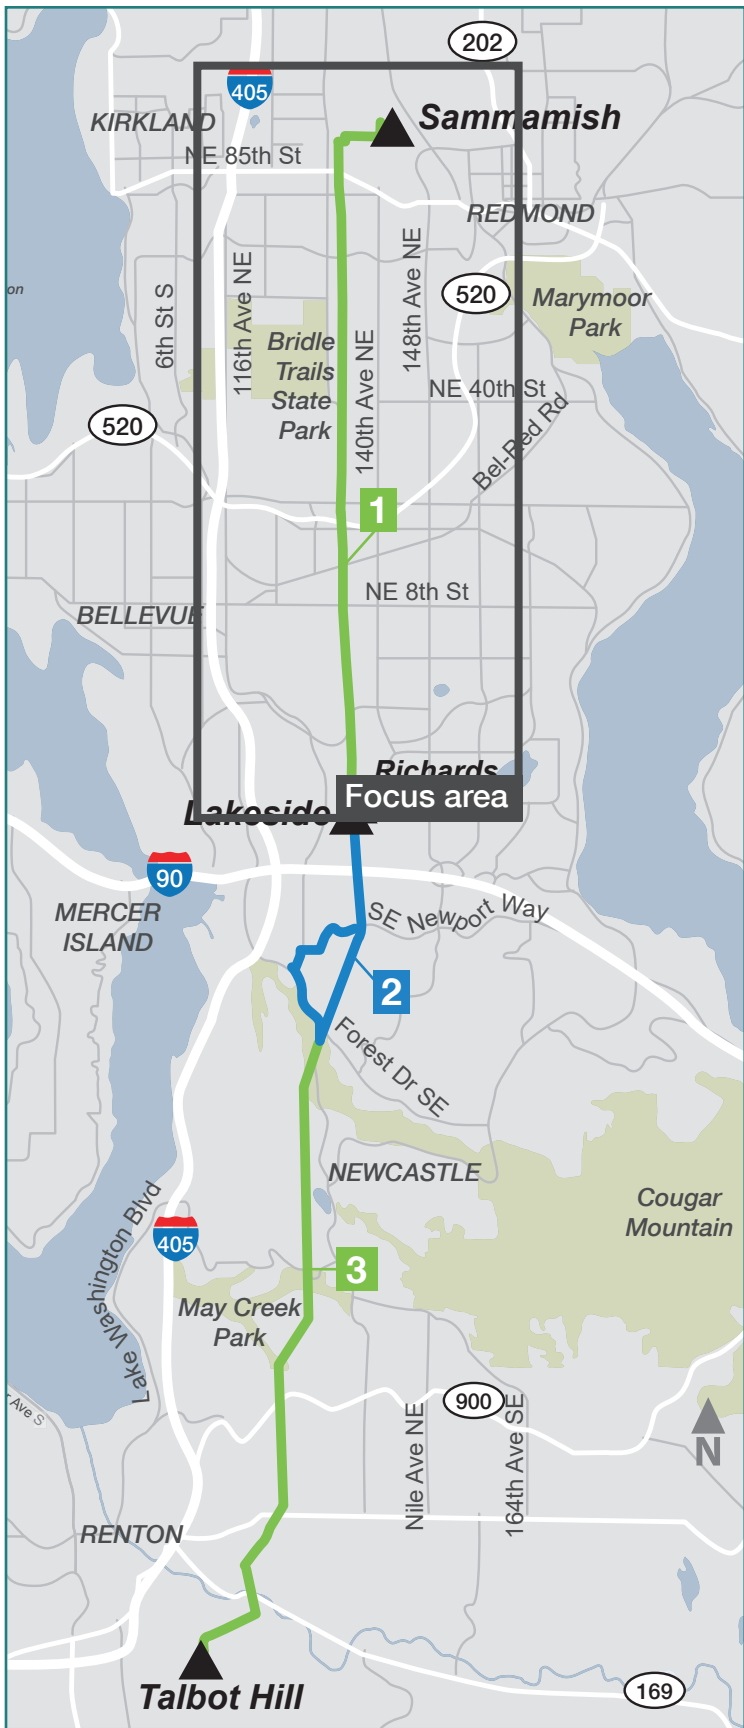 202
405
KIRKLAND
Sammamish
NE 85th St
REDMOND
on
6th St S
116th Ave NE
148th Ave NE
520
Marymoor
Park
Bridle
Trails
State
Park
140th Ave NE
NE 40th St
520
Bel-Red Rd
1
NE 8th St
BELLEVUE
Richards
Focus area
Lakeside
90
MERCER
ISLAND
SE Newport Way
2
Forest Dr SE
NEWCASTLE
Cougar
Mountain
Lake Washington Blvd
405
3
May Creek
Park
900
Ave S
Nile Ave NE
164th Ave SE
N
RENTON
Talbot Hill
169